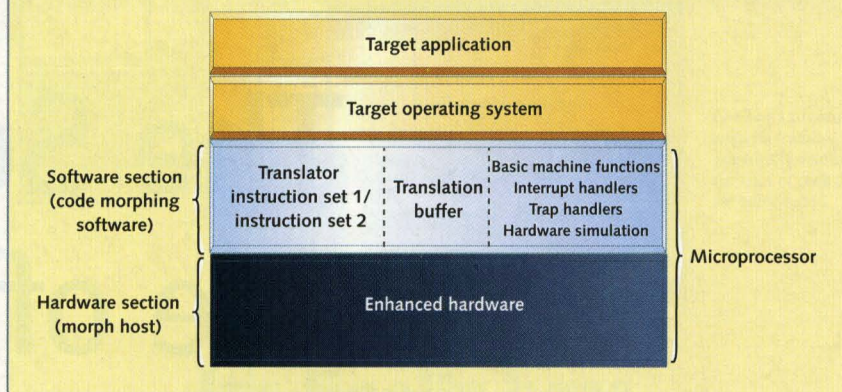 Target application
Target operating system
Software section
(code morphing
software)
Translator
instruction set 1/
instruction set 2
Translation
buffer
Basic machine functions
Interrupt handlers
Trap handlers
Hardware simulation
Microprocessor
Hardware section
(morph host)
Enhanced hardware